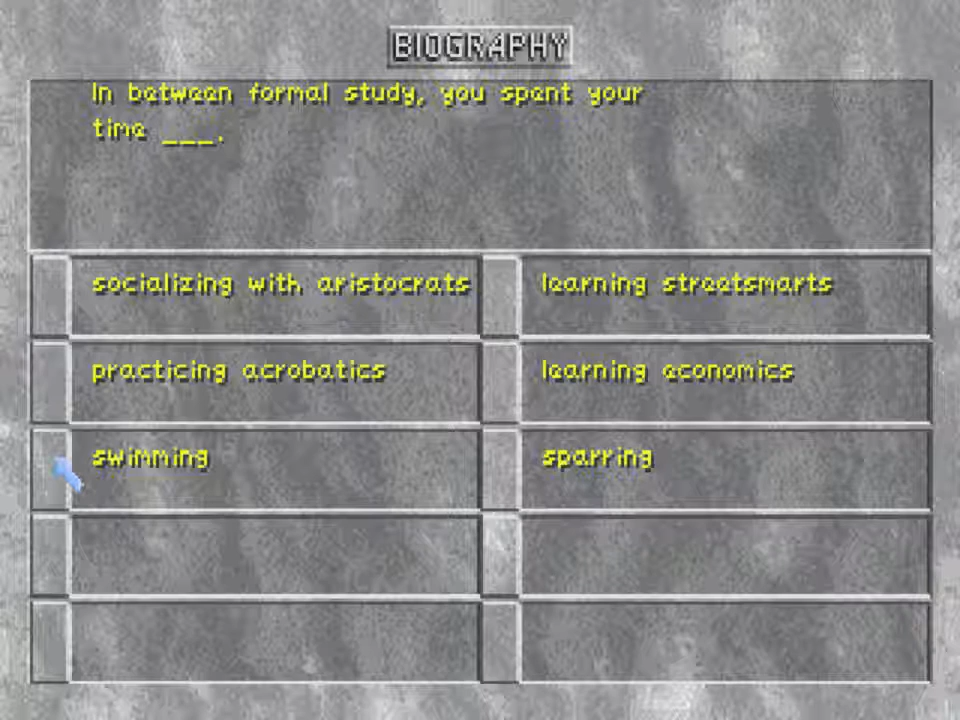 BIOGRAPHY
In between formal study, you spent your
time ___.
socializing with aristocrats
learning streetsmarts
practicing acrobatics
learning economics
swimming
sparring